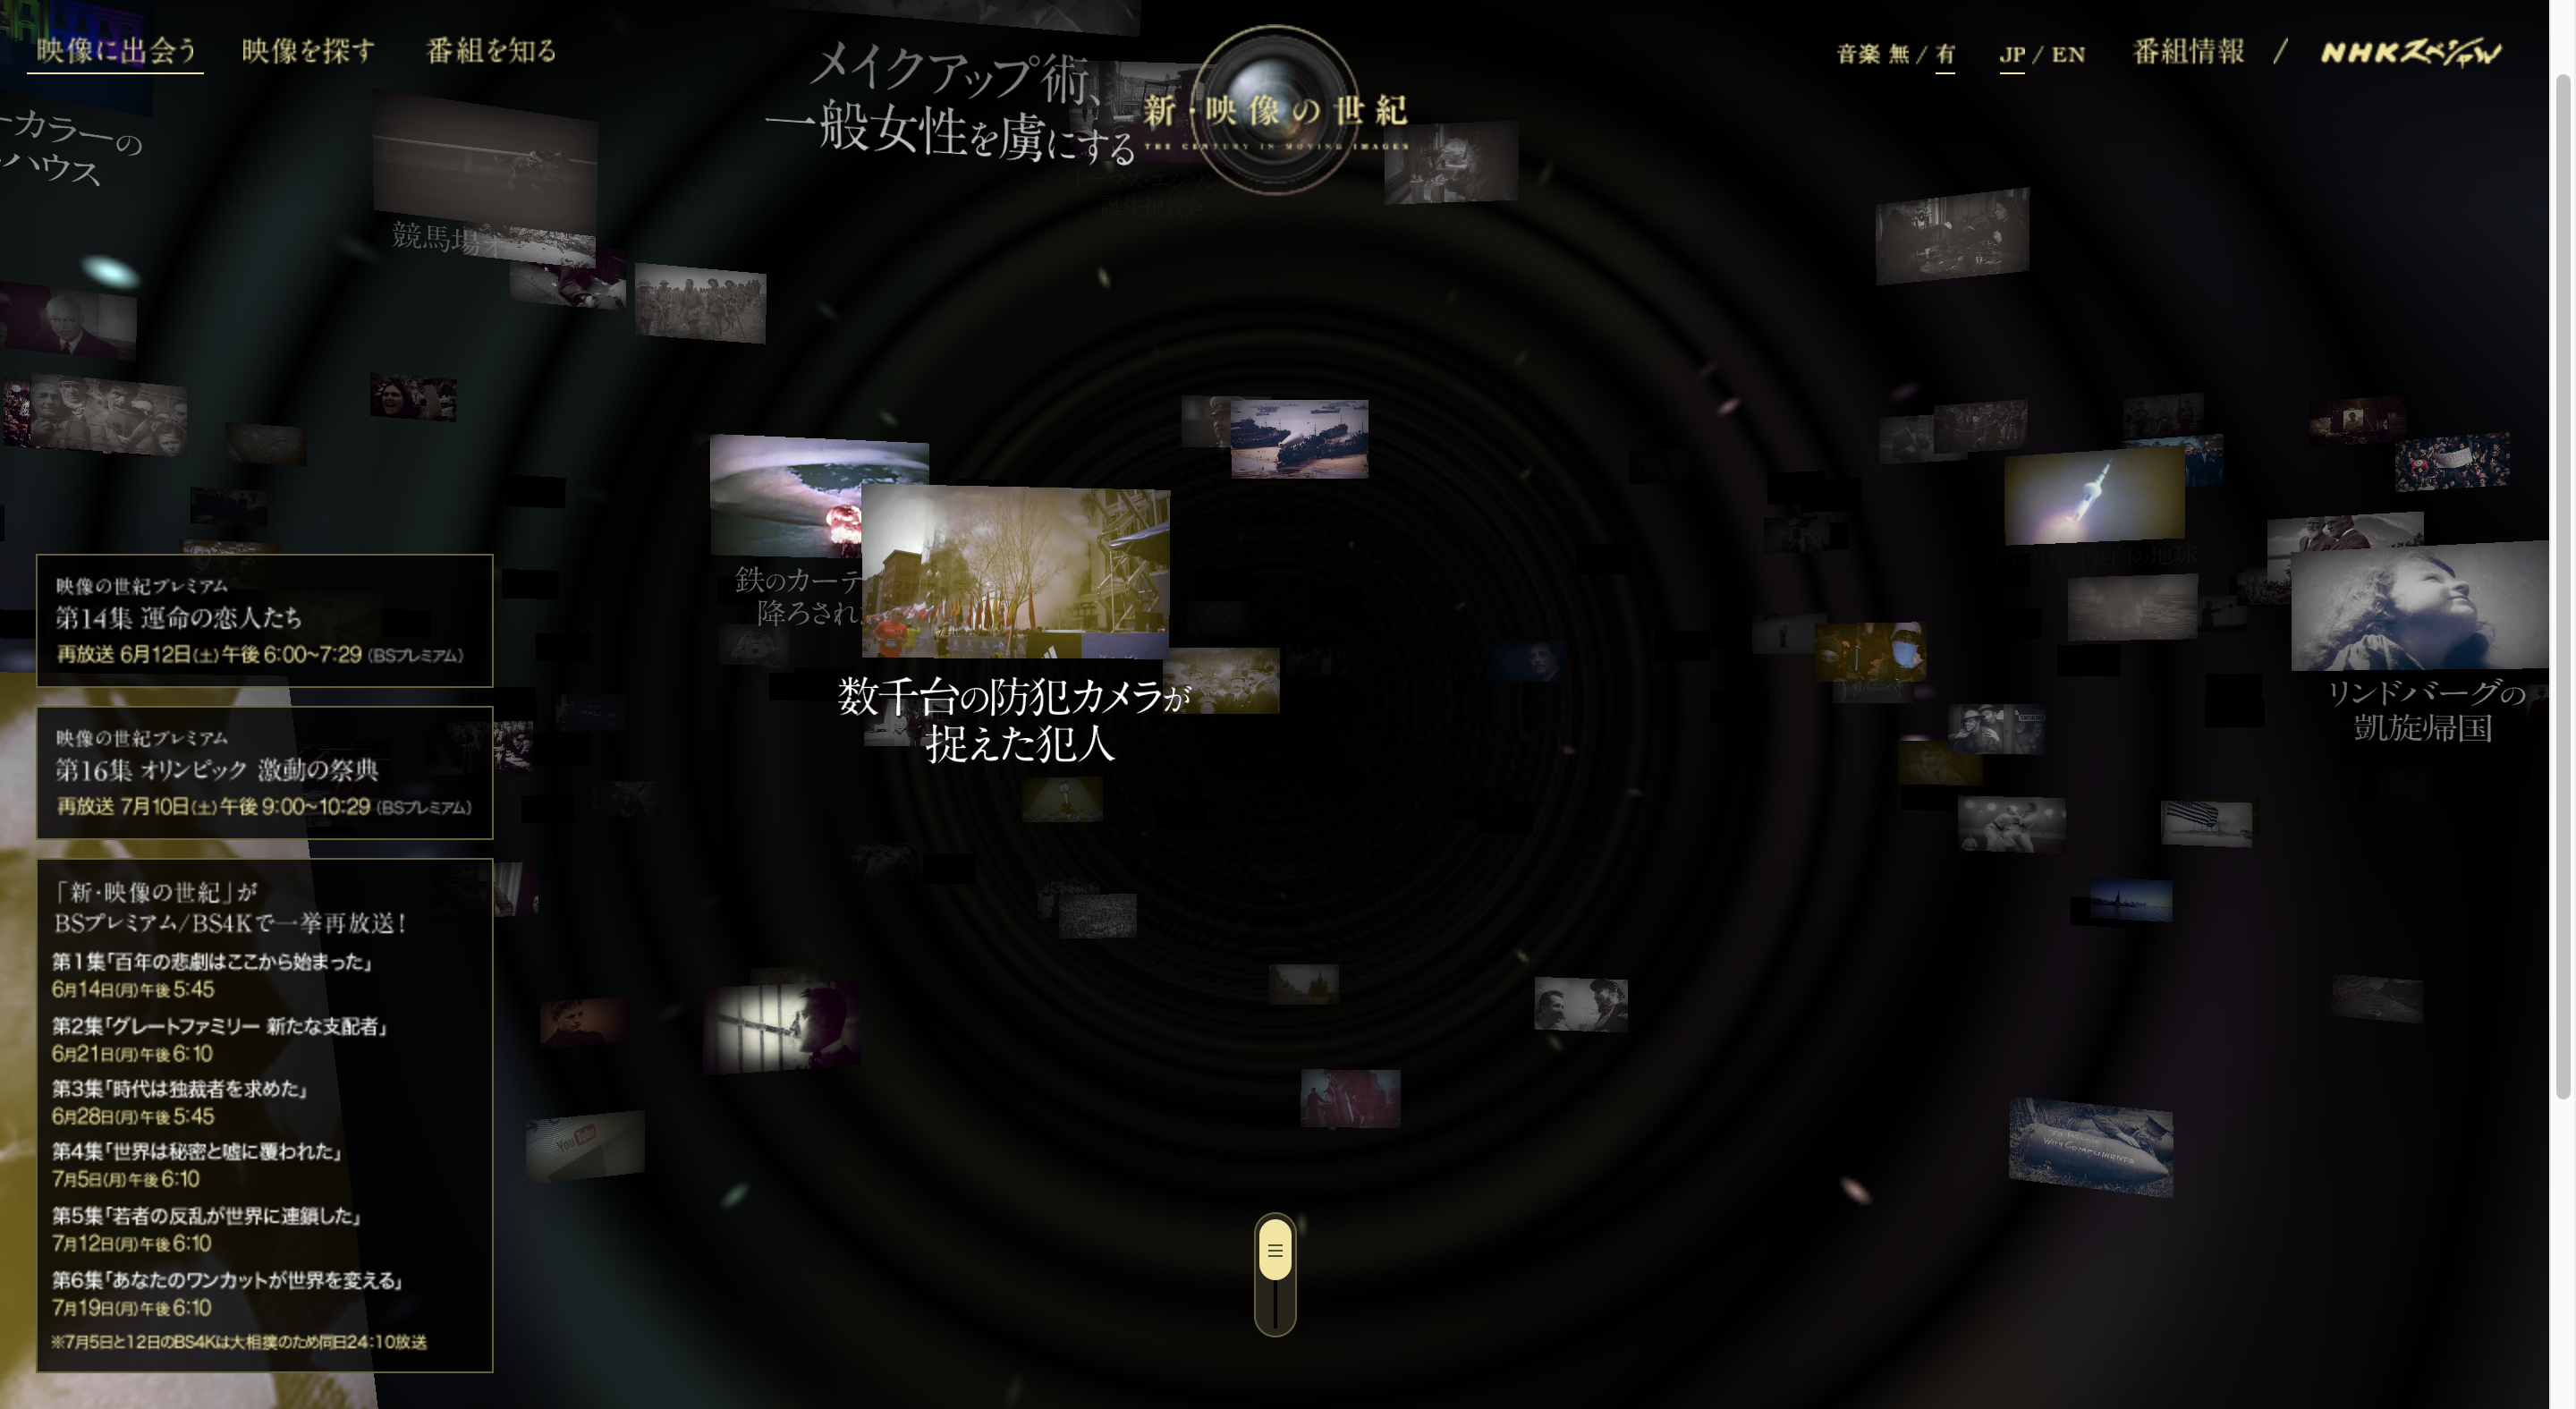 映像に出会う
映像を探す
番組を知る
新・映像の世紀
THE CENTURY IN MOVING IMAGES
音楽 無 / 有
JP / EN
番組情報 / NHKスペシャル
ーカラーの
ハウス
メイクアップ術、
一般女性を虜にする
トーマス・エジソン
誕生祝賀会
競馬場
鉄のカーテ
降ろされ
数千台の防犯カメラが
捉えた犯人
リンドバーグの
凱旋帰国
映像の世紀プレミアム
第14集 運命の恋人たち
再放送 6月12日(土)午後 6:00~7:29 (BSプレミアム)
映像の世紀プレミアム
第16集 オリンピック 激動の祭典
再放送 7月10日(土)午後 9:00~10:29 (BSプレミアム)
「新・映像の世紀」が
BSプレミアム/BS4Kで一挙再放送!
第1集「百年の悲劇はここから始まった」
6月14日(月)午後 5:45
第2集「グレートファミリー 新たな支配者」
6月21日(月)午後 6:10
第3集「時代は独裁者を求めた」
6月28日(月)午後 5:45
第4集「世界は秘密と嘘に覆われた」
7月5日(月)午後 6:10
第5集「若者の反乱が世界に連鎖した」
7月12日(月)午後 6:10
第6集「あなたのワンカットが世界を変える」
7月19日(月)午後 6:10
※7月5日と12日のBS4Kは大相撲のため同日24:10放送
YouTube